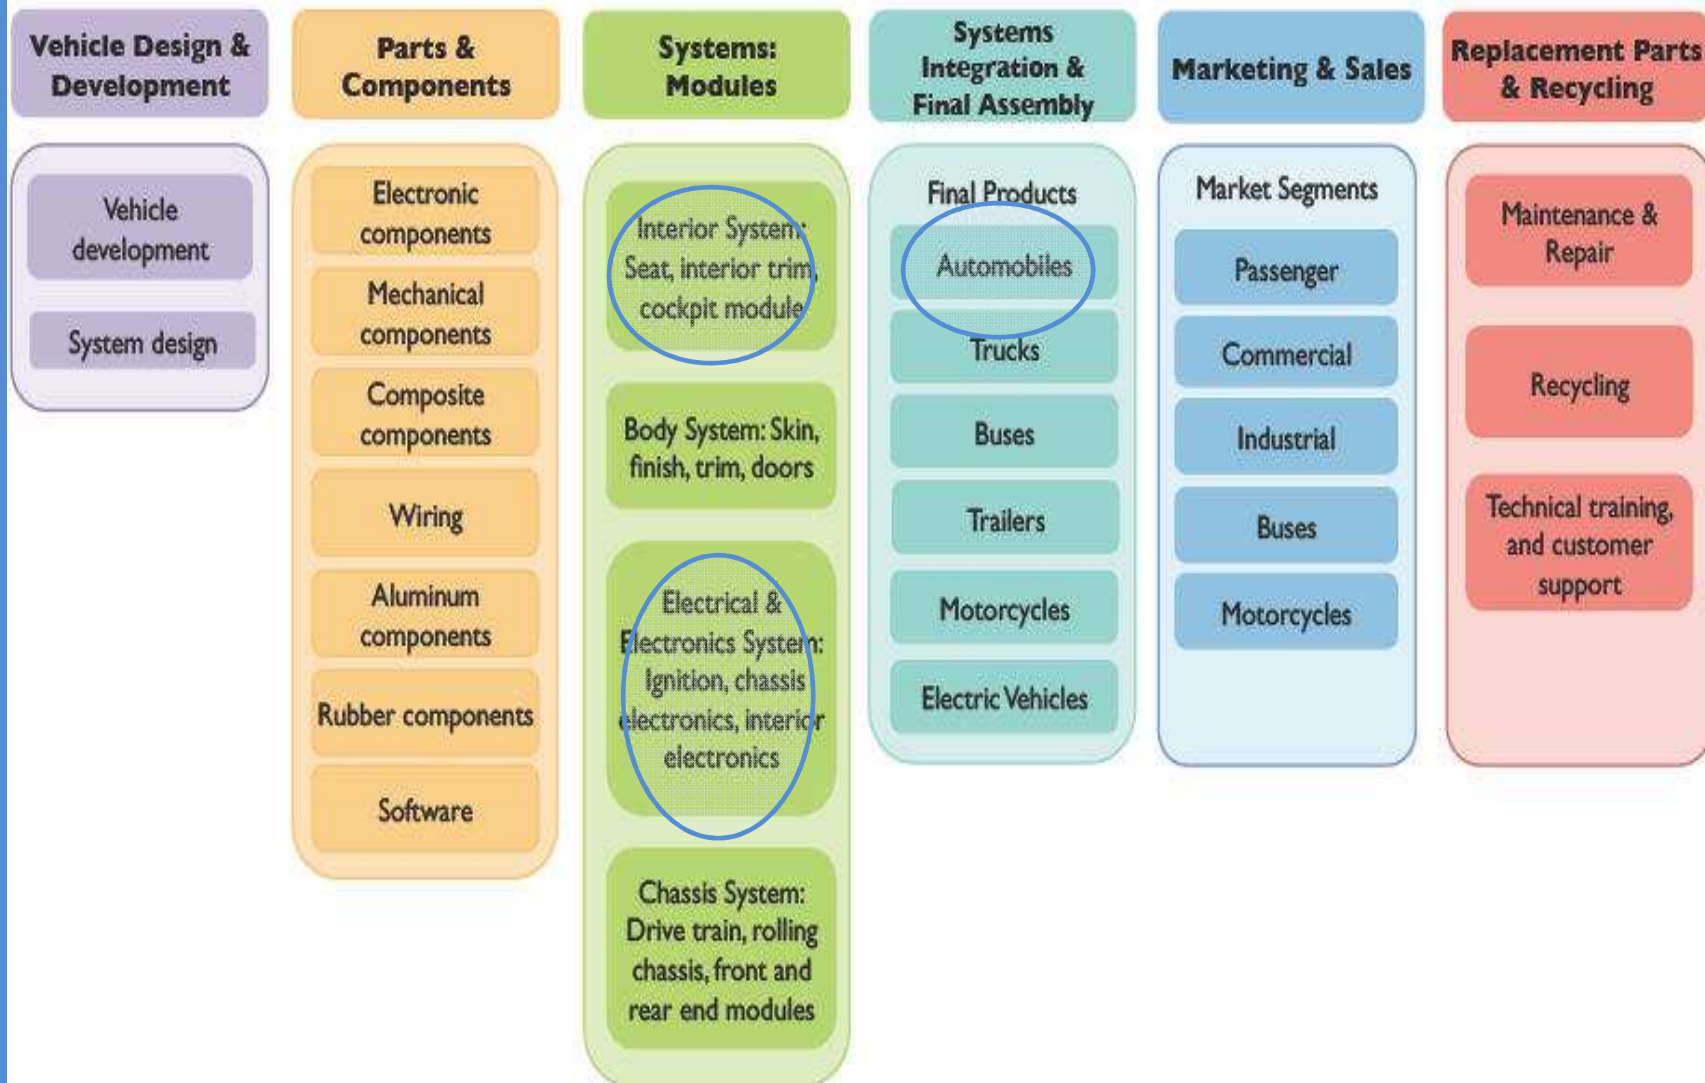 Vehicle Design &
Development
Parts &
Components
Systems:
Modules
Systems
Integration &
Final Assembly
Marketing & Sales
Replacement Parts
& Recycling
Vehicle
development
System design
Electronic
components
Mechanical
components
Composite
components
Wiring
Aluminum
components
Rubber components
Software
Interior System:
Seat, interior trim,
cockpit module
Body System: Skin,
finish, trim, doors
Electrical &
Electronics System:
Ignition, chassis
electronics, interior
electronics
Chassis System:
Drive train, rolling
chassis, front and
rear end modules
Final Products
Automobiles
Trucks
Buses
Trailers
Motorcycles
Electric Vehicles
Market Segments
Passenger
Commercial
Industrial
Buses
Motorcycles
Maintenance &
Repair
Recycling
Technical training,
and customer
support